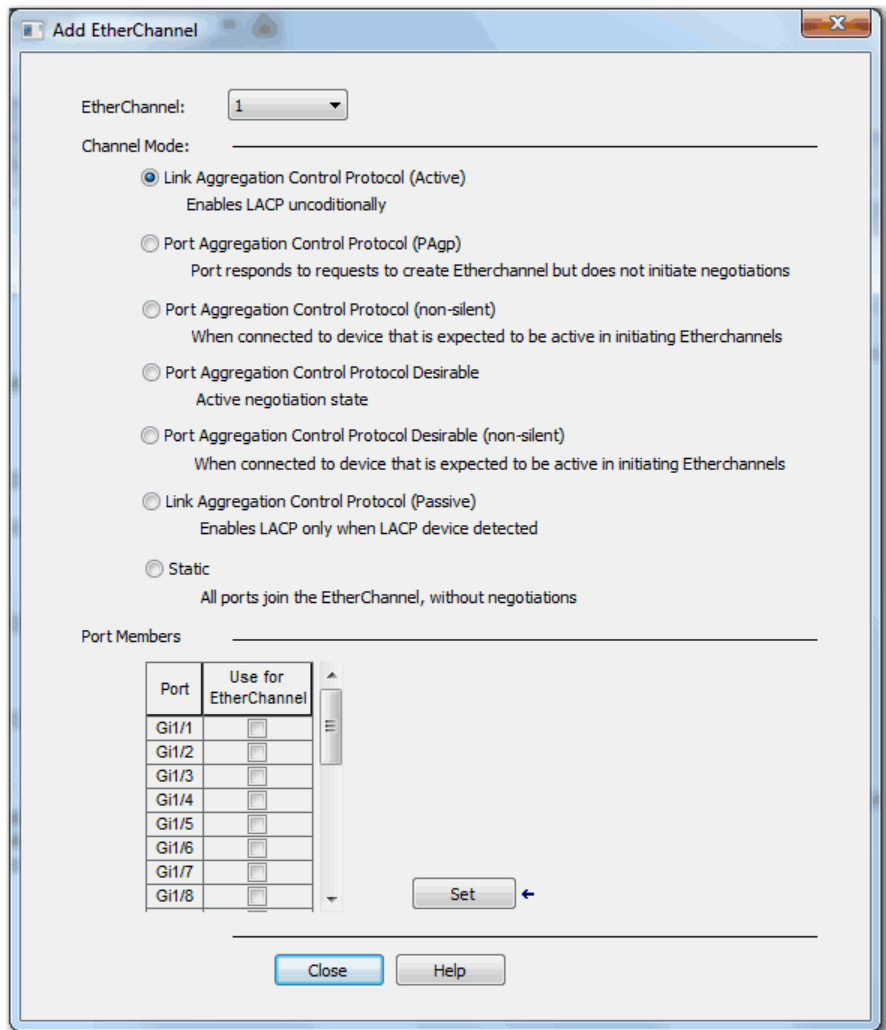 Add EtherChannel
EtherChannel: 1
Channel Mode:
Link Aggregation Control Protocol (Active)
Enables LACP uncoditionally
Port Aggregation Control Protocol (PAgp)
Port responds to requests to create Etherchannel but does not initiate negotiations
Port Aggregation Control Protocol (non-silent)
When connected to device that is expected to be active in initiating Etherchannels
Port Aggregation Control Protocol Desirable
Active negotiation state
Port Aggregation Control Protocol Desirable (non-silent)
When connected to device that is expected to be active in initiating Etherchannels
Link Aggregation Control Protocol (Passive)
Enables LACP only when LACP device detected
Static
All ports join the EtherChannel, without negotiations
Port Members
Port
Use for
EtherChannel
Gi1/1
Gi1/2
Gi1/3
Gi1/4
Gi1/5
Gi1/6
Gi1/7
Gi1/8
Set
Close
Help